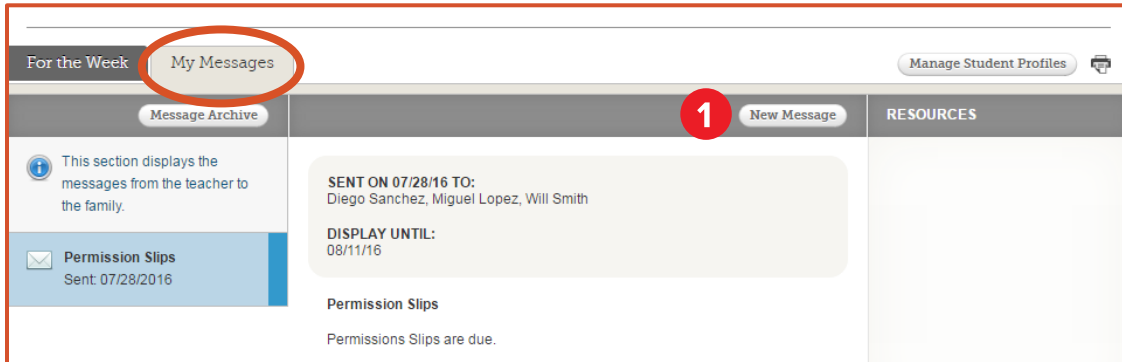 For the Week
My Messages
Manage Student Profiles
Message Archive
1
New Message
RESOURCES
This section displays the
messages from the teacher to
the family.
Permission Slips
Sent: 07/28/2016
SENT ON 07/28/16 TO:
Diego Sanchez, Miguel Lopez, Will Smith
DISPLAY UNTIL:
08/11/16
Permission Slips
Permissions Slips are due.